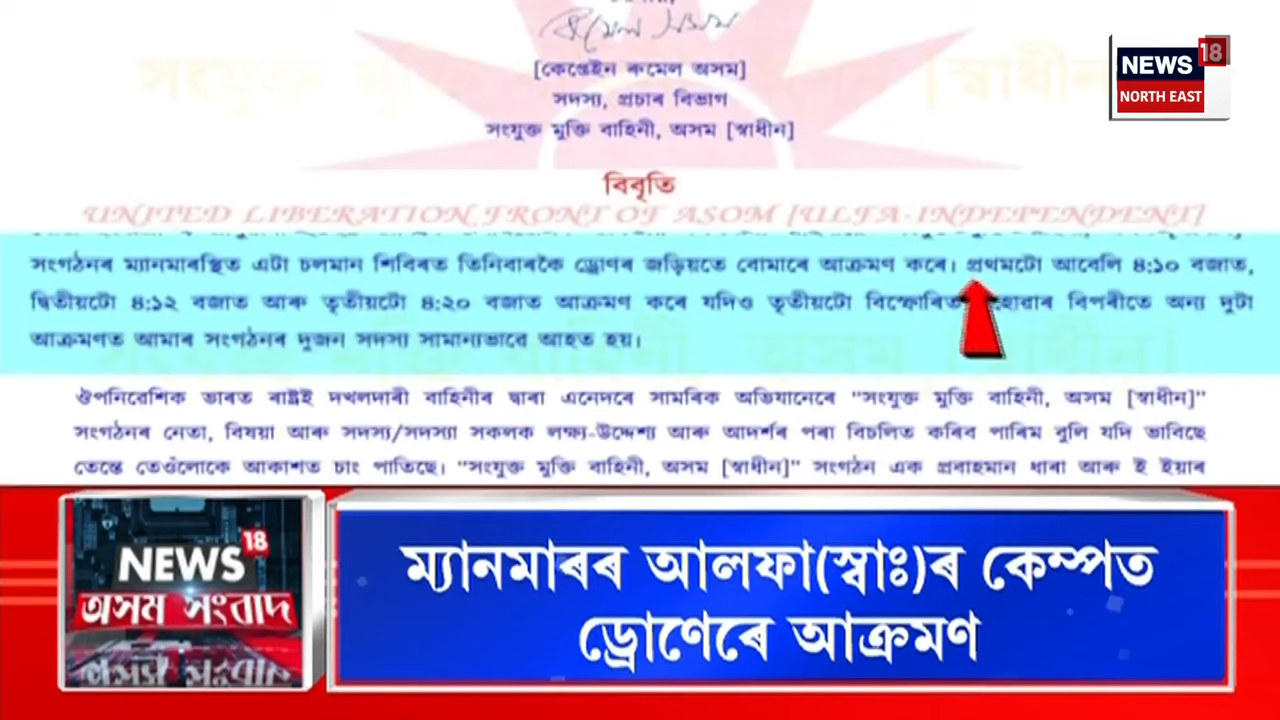 ৰুমেল অসম
[কেপ্তেইন ৰুমেল অসম]
সদস্য, প্ৰচাৰ বিভাগ
সংযুক্ত মুক্তি বাহিনী, অসম [স্বাধীন]
NEWS 18
NORTH EAST
বিবৃতি
UNITED LIBERATION FRONT OF ASOM [ULFA-INDEPENDENT]
সংগঠনৰ ম্যানমাৰস্থিত এটা চলমান শিবিৰত তিনিবাৰকৈ ড্ৰোণৰ জড়িয়তে বোমাৰে আক্ৰমণ কৰে। প্ৰথমটো আবেলি ৪:১০ বজাত,
দ্বিতীয়টো ৪:১২ বজাত আৰু তৃতীয়টো ৪:২০ বজাত আক্ৰমণ কৰে যদিও তৃতীয়টো বিস্ফোৰিত হোৱাৰ বিপৰীতে অন্য দুটা
আক্ৰমণত আমাৰ সংগঠনৰ দুজন সদস্য সামান্যভাৱে আহত হয়।
ঔপনিৱেশিক ভাৰত ৰাষ্ট্ৰই দখলদাৰী বাহিনীৰ দ্বাৰা এনেদৰে সামৰিক অভিযানেৰে "সংযুক্ত মুক্তি বাহিনী, অসম [স্বাধীন]"
সংগঠনৰ নেতা, বিষয়া আৰু সদস্য/সদস্যা সকলক লক্ষ্য-উদ্দেশ্য আৰু আদৰ্শৰ পৰা বিচলিত কৰিব পাৰিম বুলি যদি ভাবিছে
তেন্তে তেওঁলোকে আকাশত চাং পাতিছে। "সংযুক্ত মুক্তি বাহিনী, অসম [স্বাধীন]" সংগঠন এক প্ৰবাহমান ধাৰা আৰু ই ইয়াৰ
NEWS 18
অসম সংবাদ
ম্যানমাৰৰ আলফা(স্বাঃ)ৰ কেম্পত
ড্ৰোণেৰে আক্ৰমণ